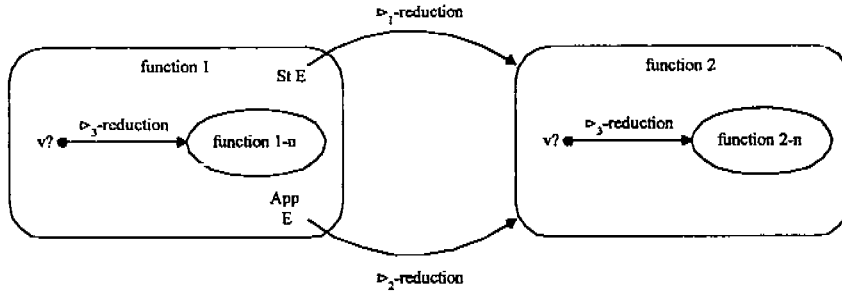 ▷₁-reduction
function 1
St E
function 2
▷₃-reduction
v?
function 1-n
▷₃-reduction
v?
function 2-n
App
E
▷₂-reduction